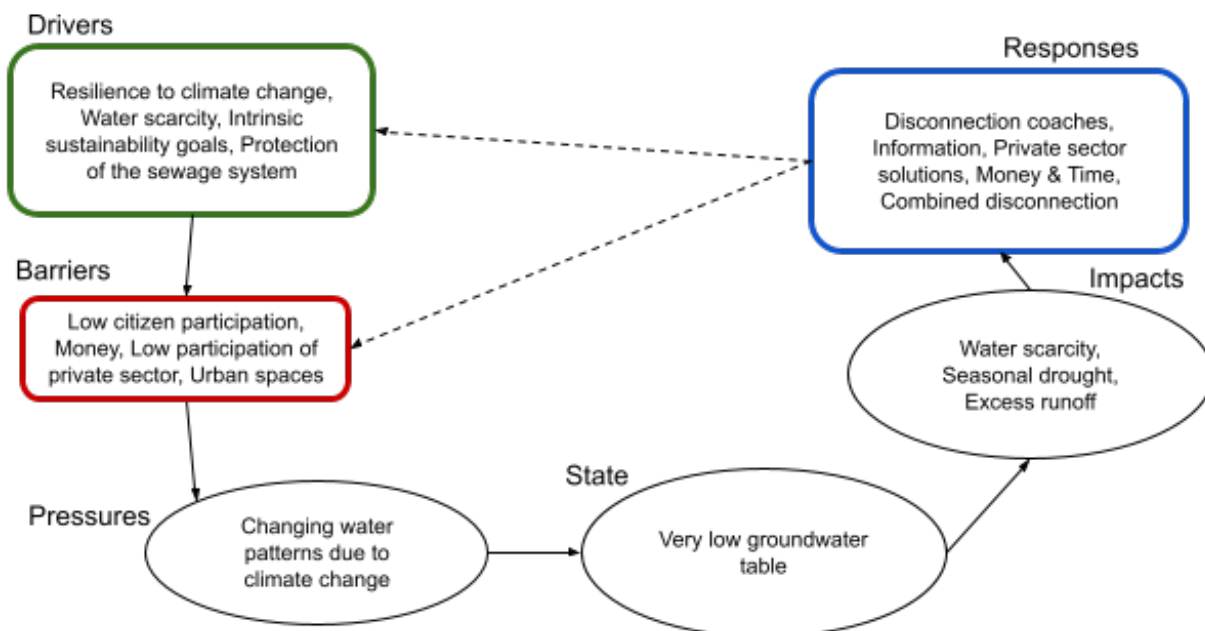 Drivers
Resilience to climate change,
Water scarcity, Intrinsic
sustainability goals, Protection
of the sewage system
Responses
Disconnection coaches,
Information, Private sector
solutions, Money & Time,
Combined disconnection
Barriers
Low citizen participation,
Money, Low participation of
private sector, Urban spaces
Impacts
Water scarcity,
Seasonal drought,
Excess runoff
Pressures
Changing water
patterns due to
climate change
State
Very low groundwater
table